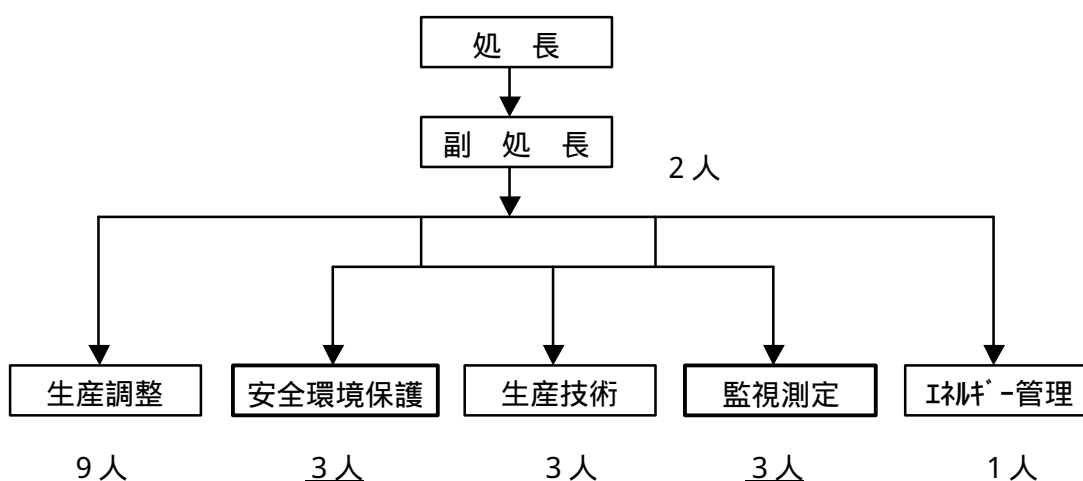 処 長
副 処 長
2人
生産調整
安全環境保護
生産技術
監視測定
ｴﾈﾙｷﾞｰ管理
9人
3人
3人
3人
1人